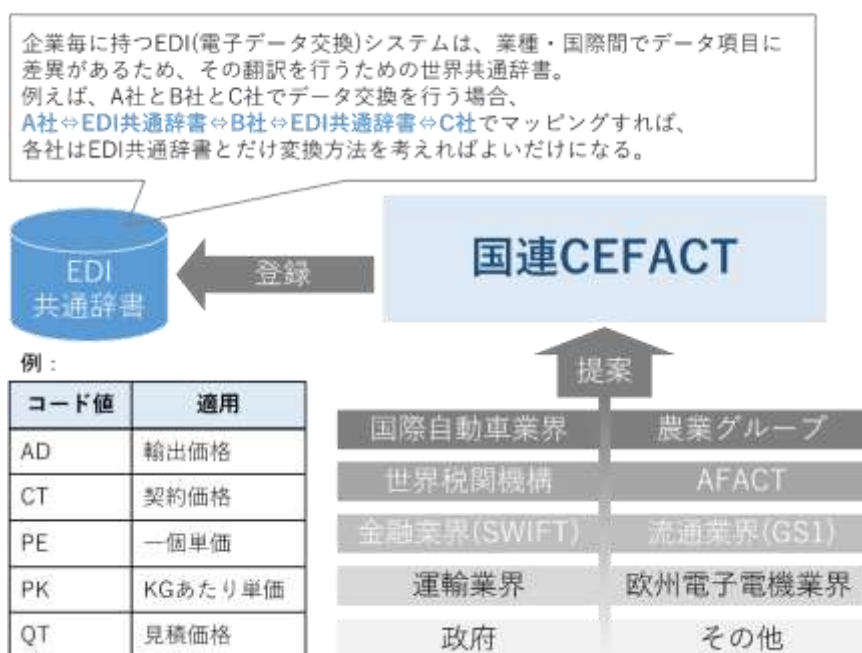 企業毎に持つEDI(電子データ交換)システムは、業種・国際間でデータ項目に
差異があるため、その翻訳を行うための世界共通辞書。
例えば、A社とB社とC社でデータ交換を行う場合、
A社⇔EDI共通辞書⇔B社⇔EDI共通辞書⇔C社でマッピングすれば、
各社はEDI共通辞書とだけ変換方法を考えればよいだけになる。
EDI
共通辞書
登録
国連CEFACT
提案
例：
コード値 適用
AD 輸出価格
CT 契約価格
PE 一個単価
PK KGあたり単価
QT 見積価格
国際自動車業界 農業グループ
世界税関機構 AFACT
金融業界(SWIFT) 流通業界(GS1)
運輸業界 欧州電子電機業界
政府 その他